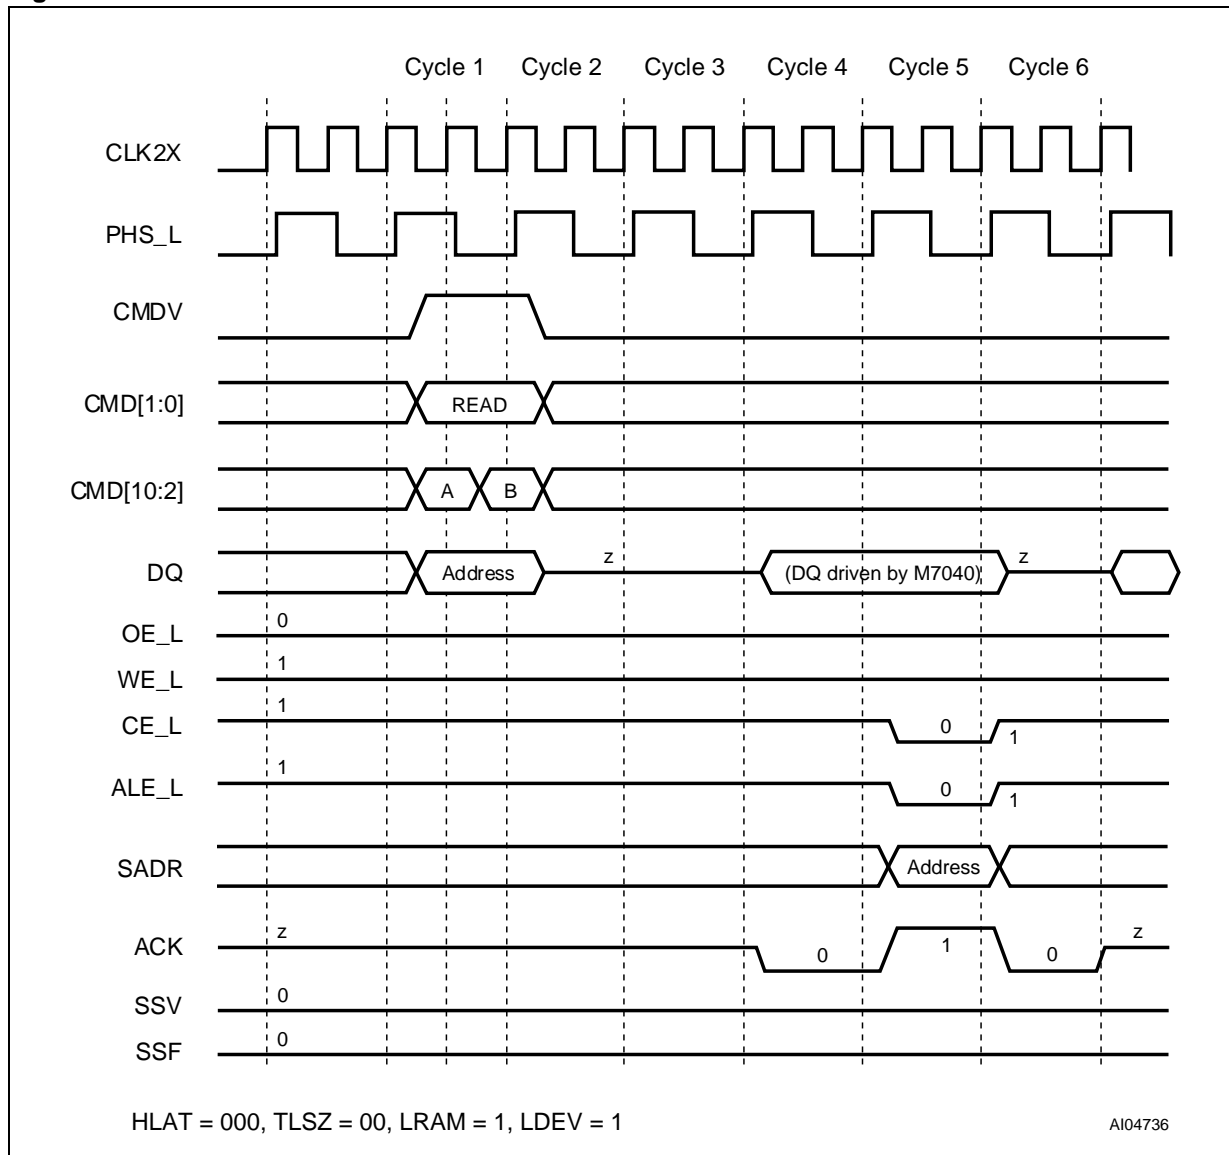 Cycle 1 Cycle 2 Cycle 3 Cycle 4 Cycle 5 Cycle 6
CLK2X
PHS_L
CMDV
CMD[1:0] READ
CMD[10:2] A B
DQ Address z (DQ driven by M7040) z
OE_L 0
WE_L 1
CE_L 1 0 1
ALE_L 1 0 1
SADR Address
ACK z 0 1 0 z
SSV 0
SSF 0
HLAT = 000, TLSZ = 00, LRAM = 1, LDEV = 1
AI04736